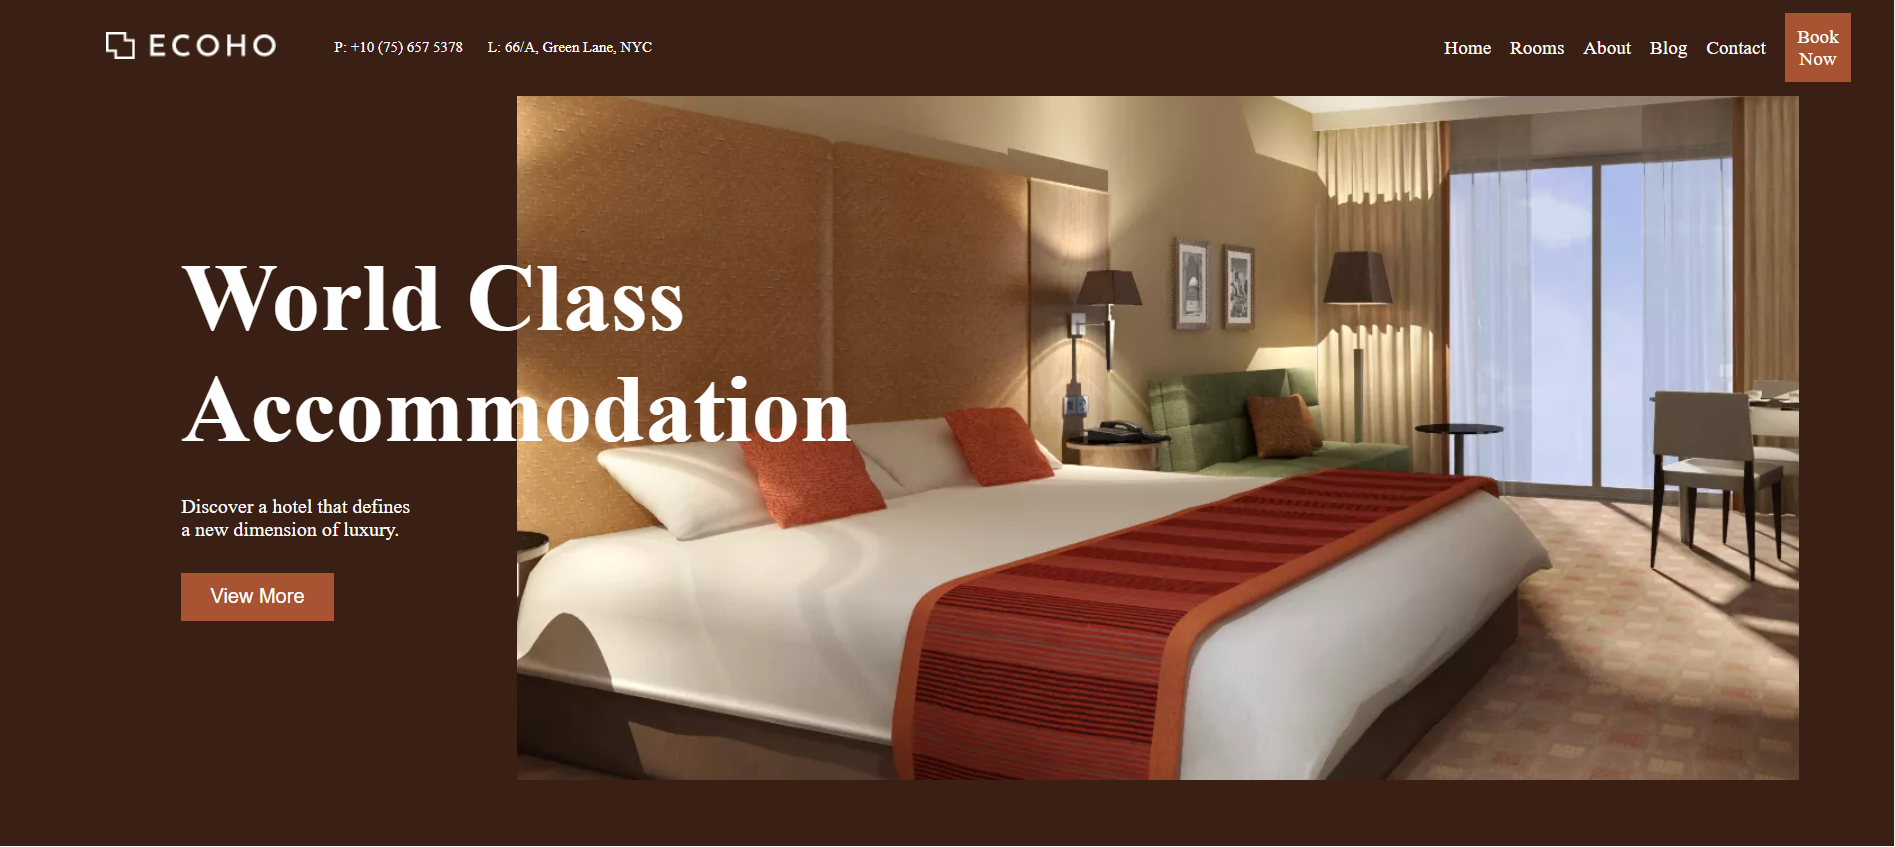 ECOHO
P: +10 (75) 657 5378
L: 66/A, Green Lane, NYC
Home
Rooms
About
Blog
Contact
Book
Now
World Class
Accommodation
Discover a hotel that defines
a new dimension of luxury.
View More